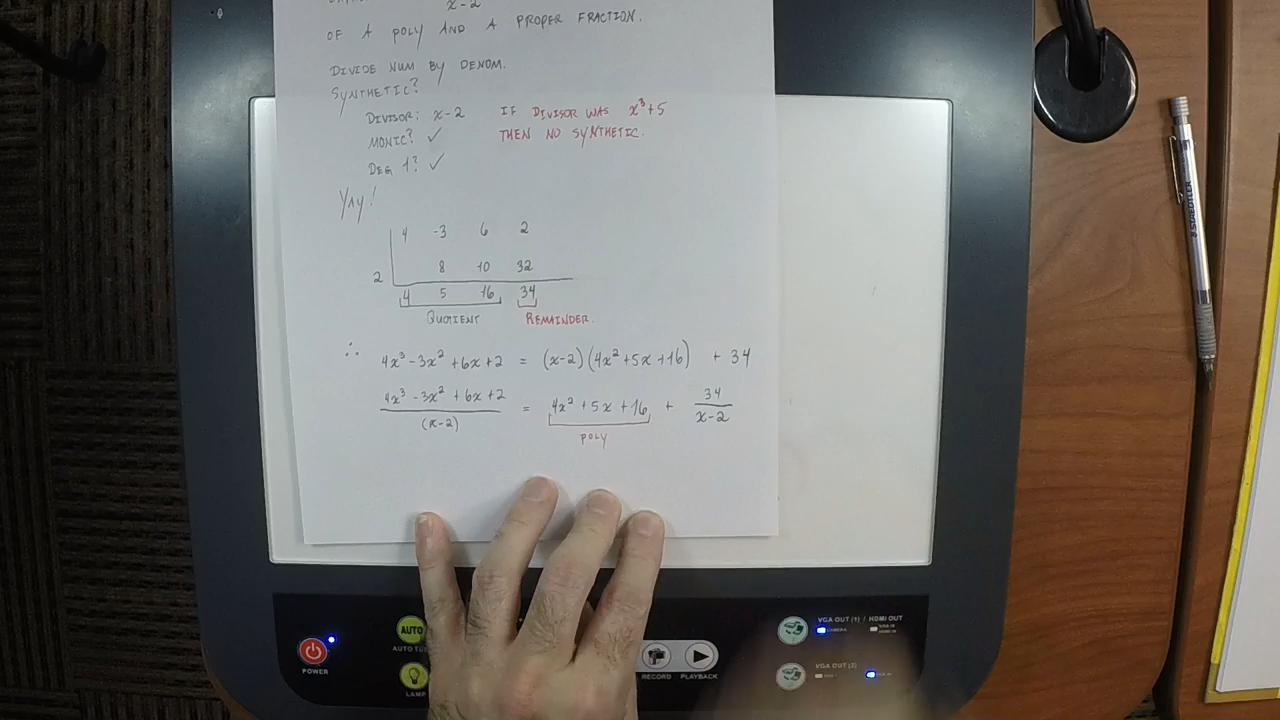 x-2
OF A POLY AND A PROPER FRACTION.
DIVIDE NUM BY DENOM.
SYNTHETIC?
DIVISOR: x-2 IF DIVISOR WAS x³+5
MONIC? ✓ THEN NO SYNTHETIC.
DEG 1? ✓
YAY!
4 -3 6 2
2 8 10 32
4 5 16 34
QUOTIENT REMAINDER.
∴ 4x³-3x²+6x+2 = (x-2)(4x²+5x+16) + 34
4x³-3x²+6x+2 / (x-2) = 4x²+5x+16 + 34 / x-2
POLY
POWER
AUTO
LAMP
RECORD
PLAYBACK
VGA OUT (1) / HDMI OUT
CAMERA
VGA OUT (2)
STAEDTLER